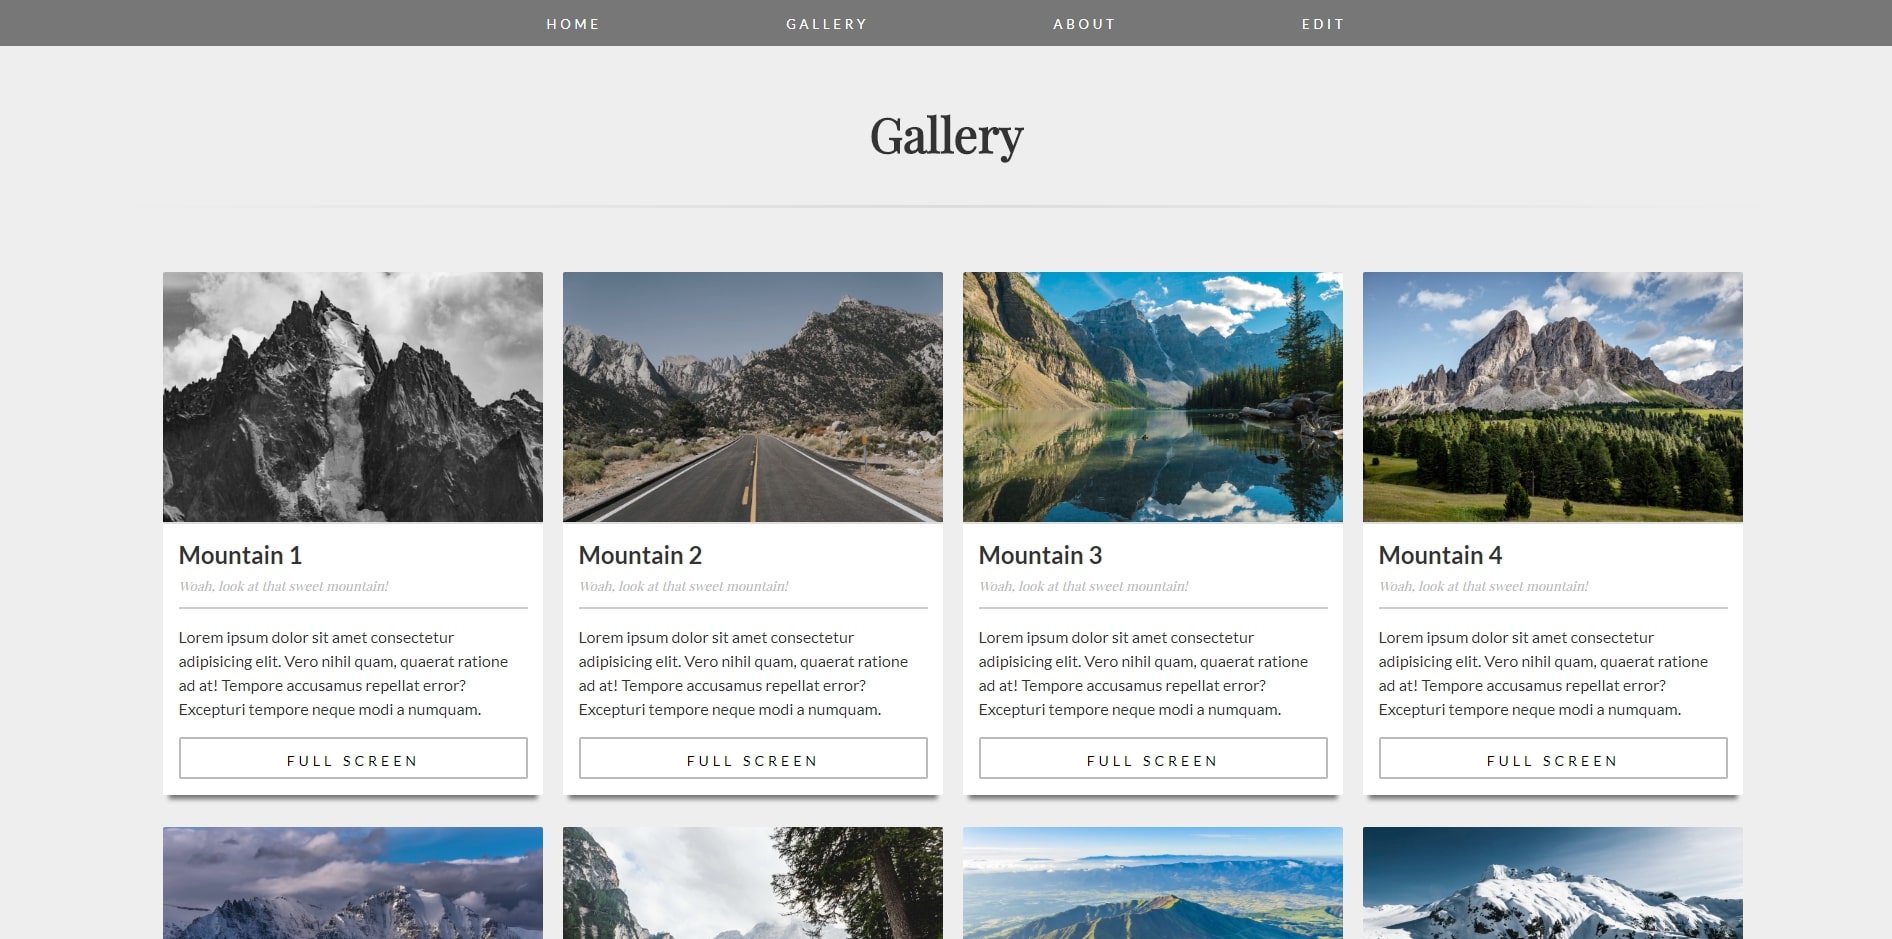 HOME GALLERY ABOUT EDIT
Gallery
Mountain 1
Woah, look at that sweet mountain!
Lorem ipsum dolor sit amet consectetur
adipisicing elit. Vero nihil quam, quaerat ratione
ad at! Tempore accusamus repellat error?
Excepturi tempore neque modi a numquam.
FULL SCREEN
Mountain 2
Woah, look at that sweet mountain!
Lorem ipsum dolor sit amet consectetur
adipisicing elit. Vero nihil quam, quaerat ratione
ad at! Tempore accusamus repellat error?
Excepturi tempore neque modi a numquam.
FULL SCREEN
Mountain 3
Woah, look at that sweet mountain!
Lorem ipsum dolor sit amet consectetur
adipisicing elit. Vero nihil quam, quaerat ratione
ad at! Tempore accusamus repellat error?
Excepturi tempore neque modi a numquam.
FULL SCREEN
Mountain 4
Woah, look at that sweet mountain!
Lorem ipsum dolor sit amet consectetur
adipisicing elit. Vero nihil quam, quaerat ratione
ad at! Tempore accusamus repellat error?
Excepturi tempore neque modi a numquam.
FULL SCREEN